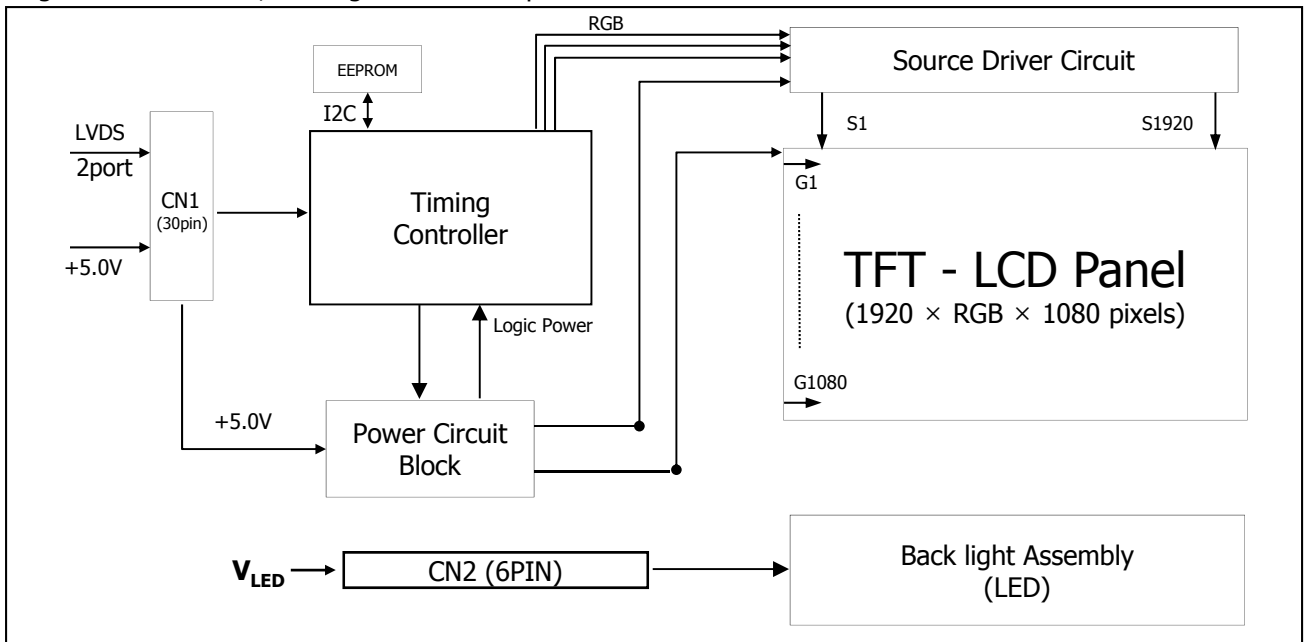 RGB
EEPROM
Source Driver Circuit
I2C
S1
S1920
LVDS
2port
CN1
(30pin)
+5.0V
Timing
Controller
G1
TFT - LCD Panel
(1920 × RGB × 1080 pixels)
Logic Power
G1080
+5.0V
Power Circuit
Block
VLED
CN2 (6PIN)
Back light Assembly
(LED)